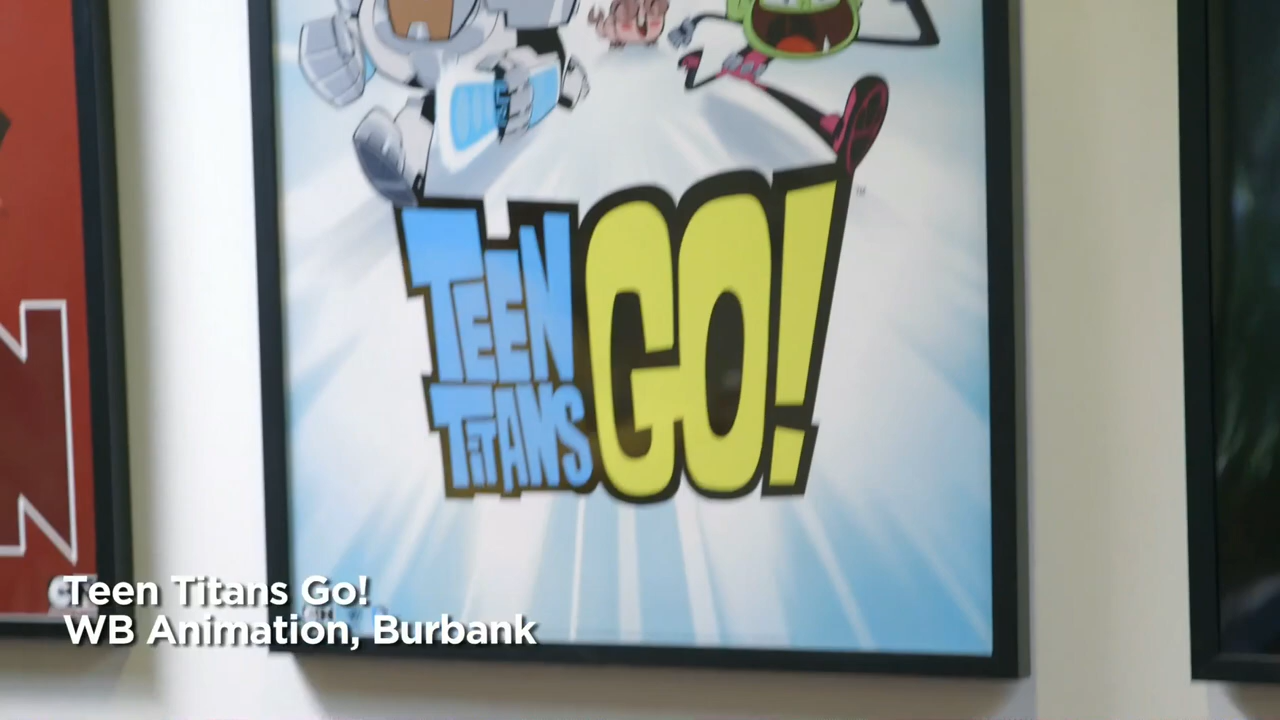 TEEN
TITANS
GO!
Teen Titans Go!
WB Animation, Burbank